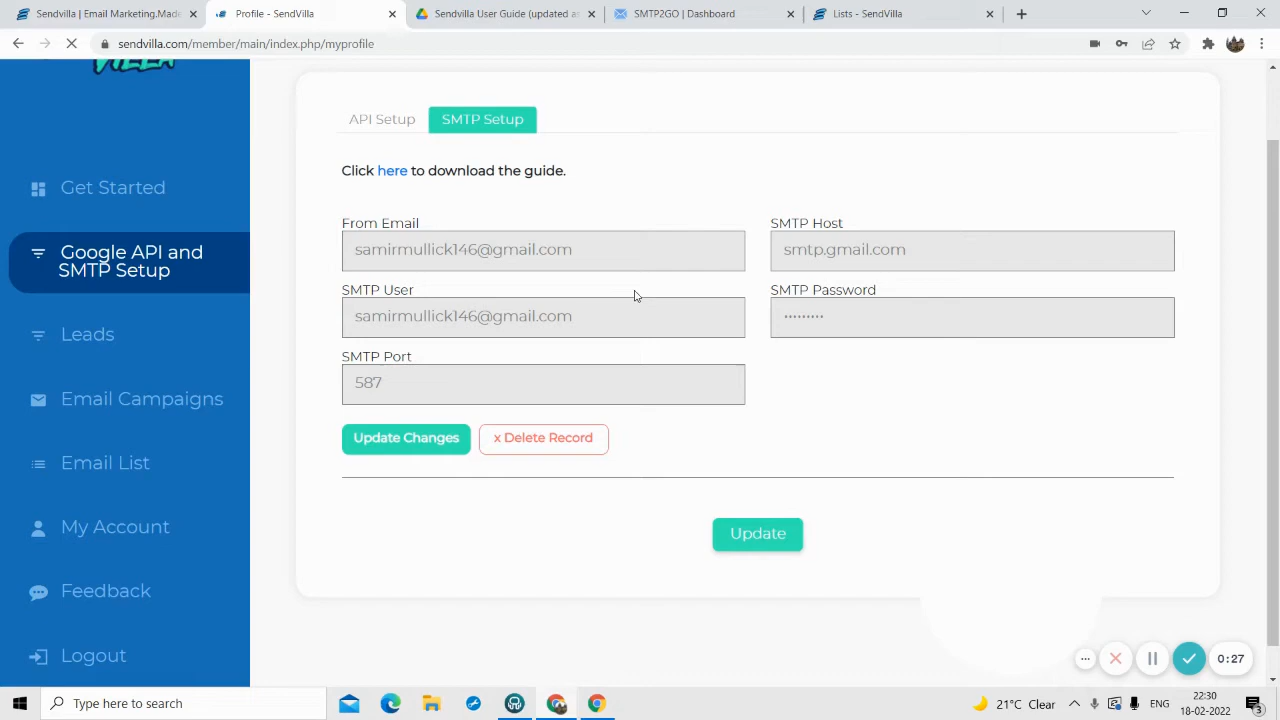 Email Marketing.Made
Profile - SendVilla
Sendvilla User Guide (updated as
SMTP2GO | Dashboard
Lists - SendVilla
sendvilla.com/member/main/index.php/myprofile
VILLA
API Setup
SMTP Setup
Click here to download the guide.
Get Started
Google API and
SMTP Setup
Leads
Email Campaigns
Email List
My Account
Feedback
Logout
From Email
samirmullick146@gmail.com
SMTP Host
smtp.gmail.com
SMTP User
samirmullick146@gmail.com
SMTP Password
•••••••••
SMTP Port
587
Update Changes
x Delete Record
Update
0:27
Type here to search
21°C Clear
ENG
22:30
18-02-2022
3